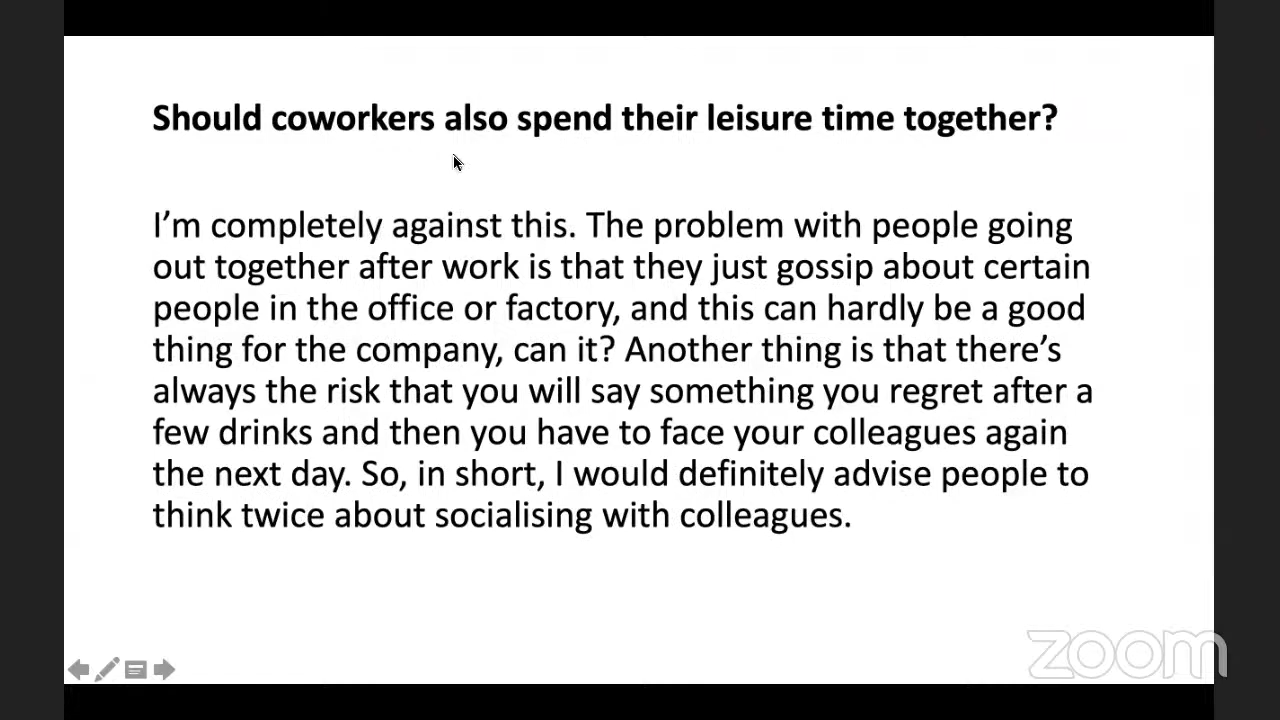 Should coworkers also spend their leisure time together?
I’m completely against this. The problem with people going
out together after work is that they just gossip about certain
people in the office or factory, and this can hardly be a good
thing for the company, can it? Another thing is that there’s
always the risk that you will say something you regret after a
few drinks and then you have to face your colleagues again
the next day. So, in short, I would definitely advise people to
think twice about socialising with colleagues.
zoom